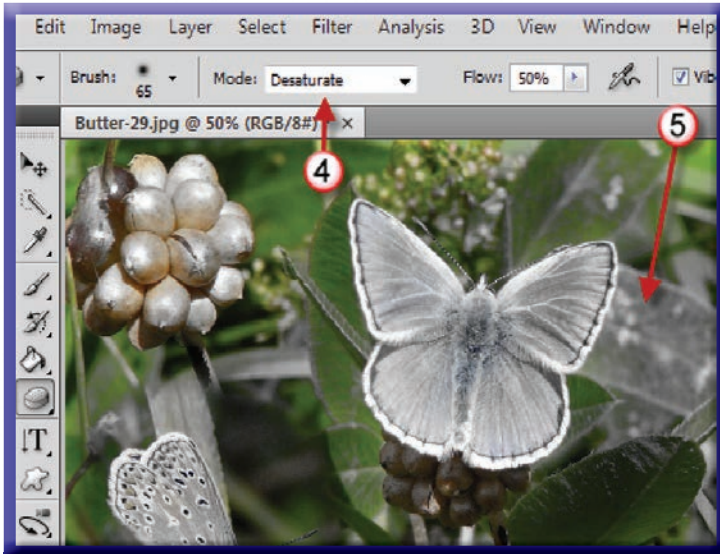 Edit Image Layer Select Filter Analysis 3D View Window Help
Brush: 65 Mode: Desaturate Flow: 50%
Butter-29.jpg @ 50% (RGB/8#) ×
4
5
T